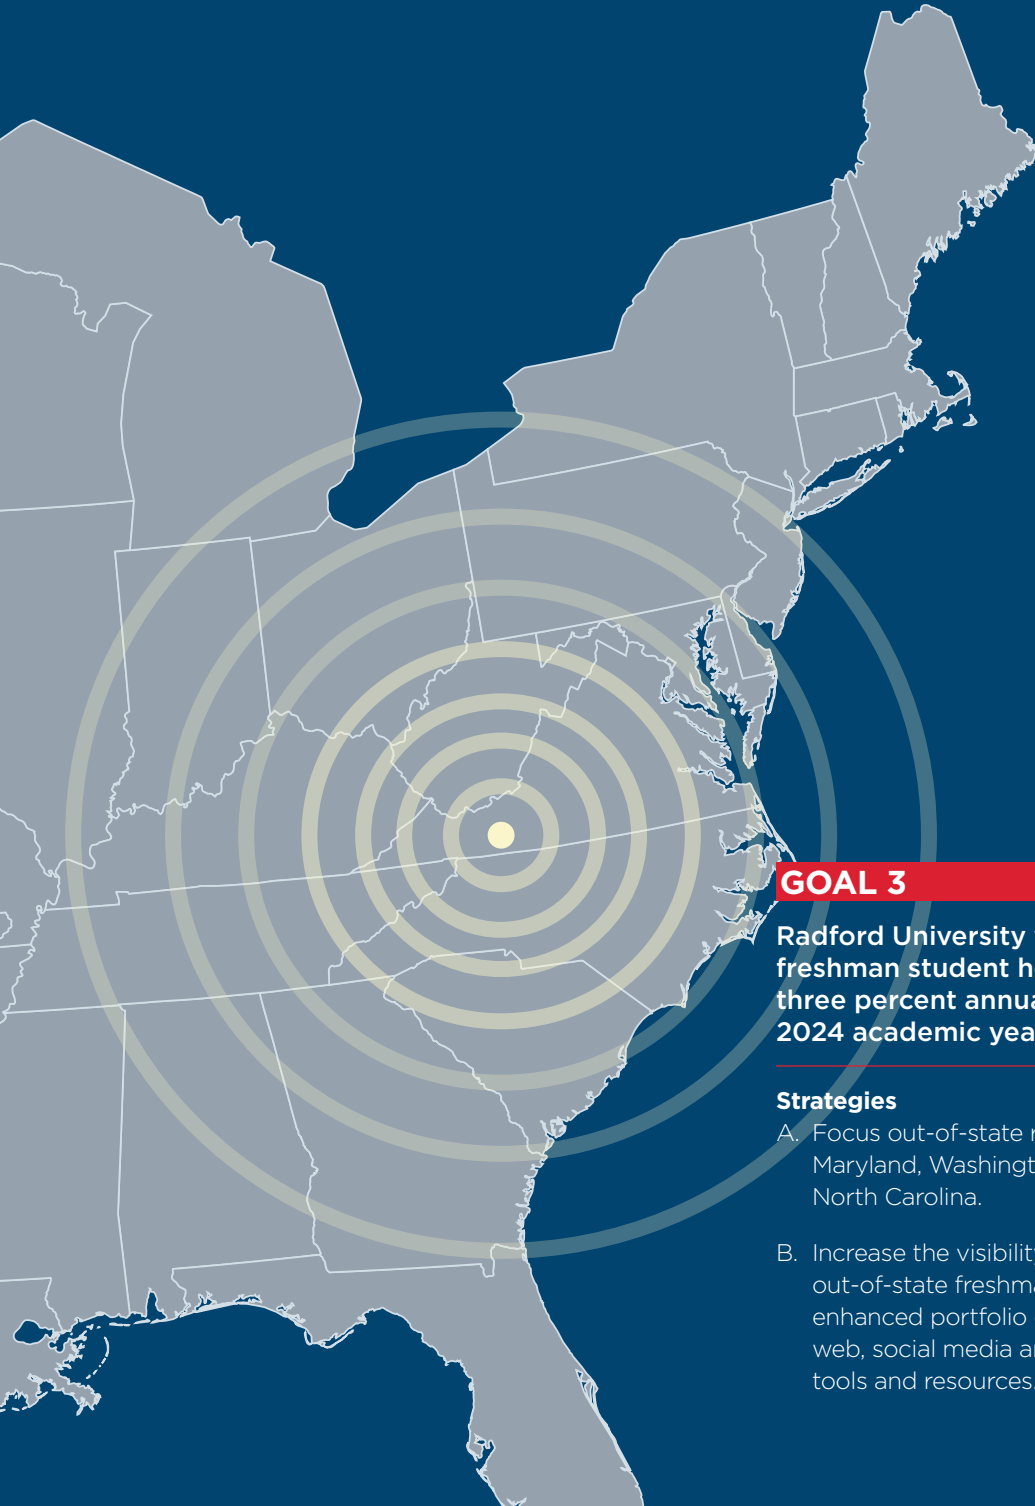 GOAL 3
Radford University
freshman student h
three percent annua
2024 academic yea
Strategies
A. Focus out-of-state r
Maryland, Washingt
North Carolina.
B. Increase the visibility
out-of-state freshma
enhanced portfolio
web, social media a
tools and resources.